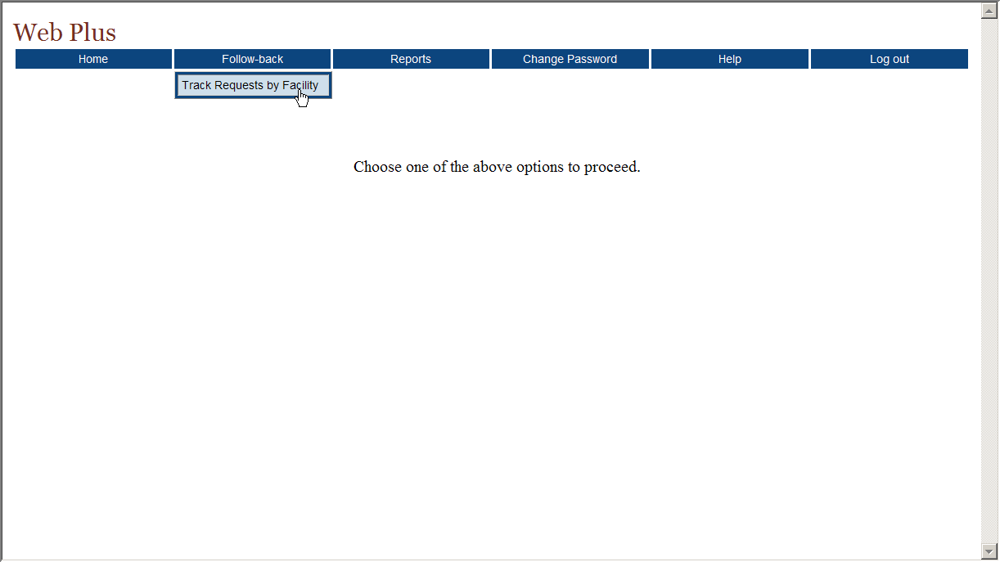 Web Plus
Home Follow-back Reports Change Password Help Log out
Track Requests by Facility
Choose one of the above options to proceed.